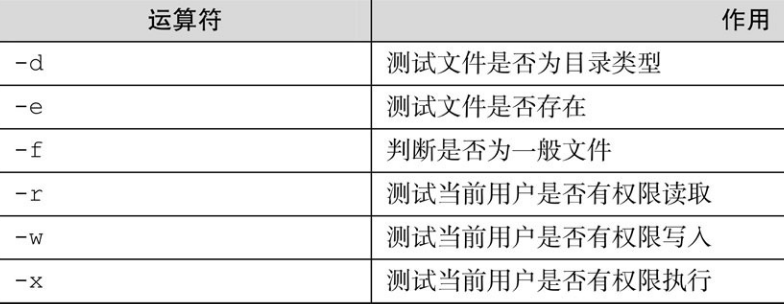 运算符 作用
-d 测试文件是否为目录类型
-e 测试文件是否存在
-f 判断是否为一般文件
-r 测试当前用户是否有权限读取
-w 测试当前用户是否有权限写入
-x 测试当前用户是否有权限执行